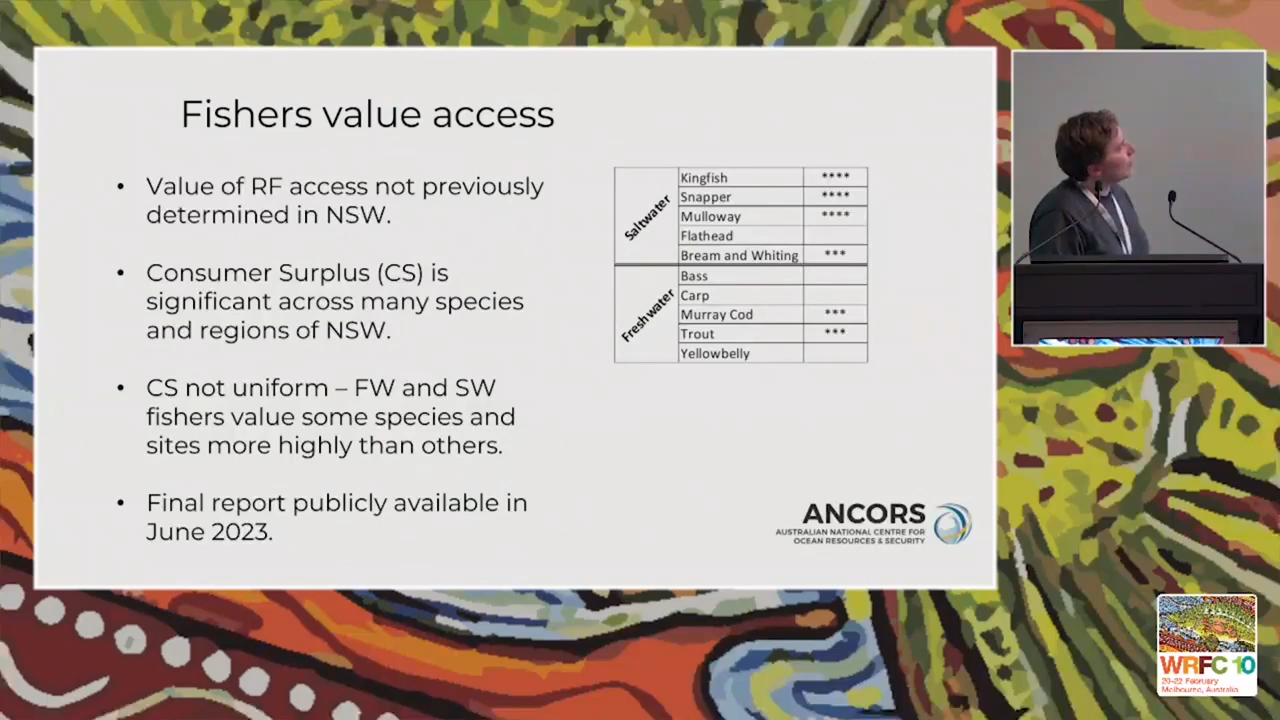 Fishers value access
• Value of RF access not previously
determined in NSW.
• Consumer Surplus (CS) is
significant across many species
and regions of NSW.
• CS not uniform – FW and SW
fishers value some species and
sites more highly than others.
• Final report publicly available in
June 2023.
Saltwater
Kingfish ****
Snapper ****
Mulloway ****
Flathead
Bream and Whiting ***
Freshwater
Bass
Carp
Murray Cod ***
Trout ***
Yellowbelly
ANCORS
AUSTRALIAN NATIONAL CENTRE FOR
OCEAN RESOURCES & SECURITY
WRFC 10
20-22 February
Melbourne, Australia